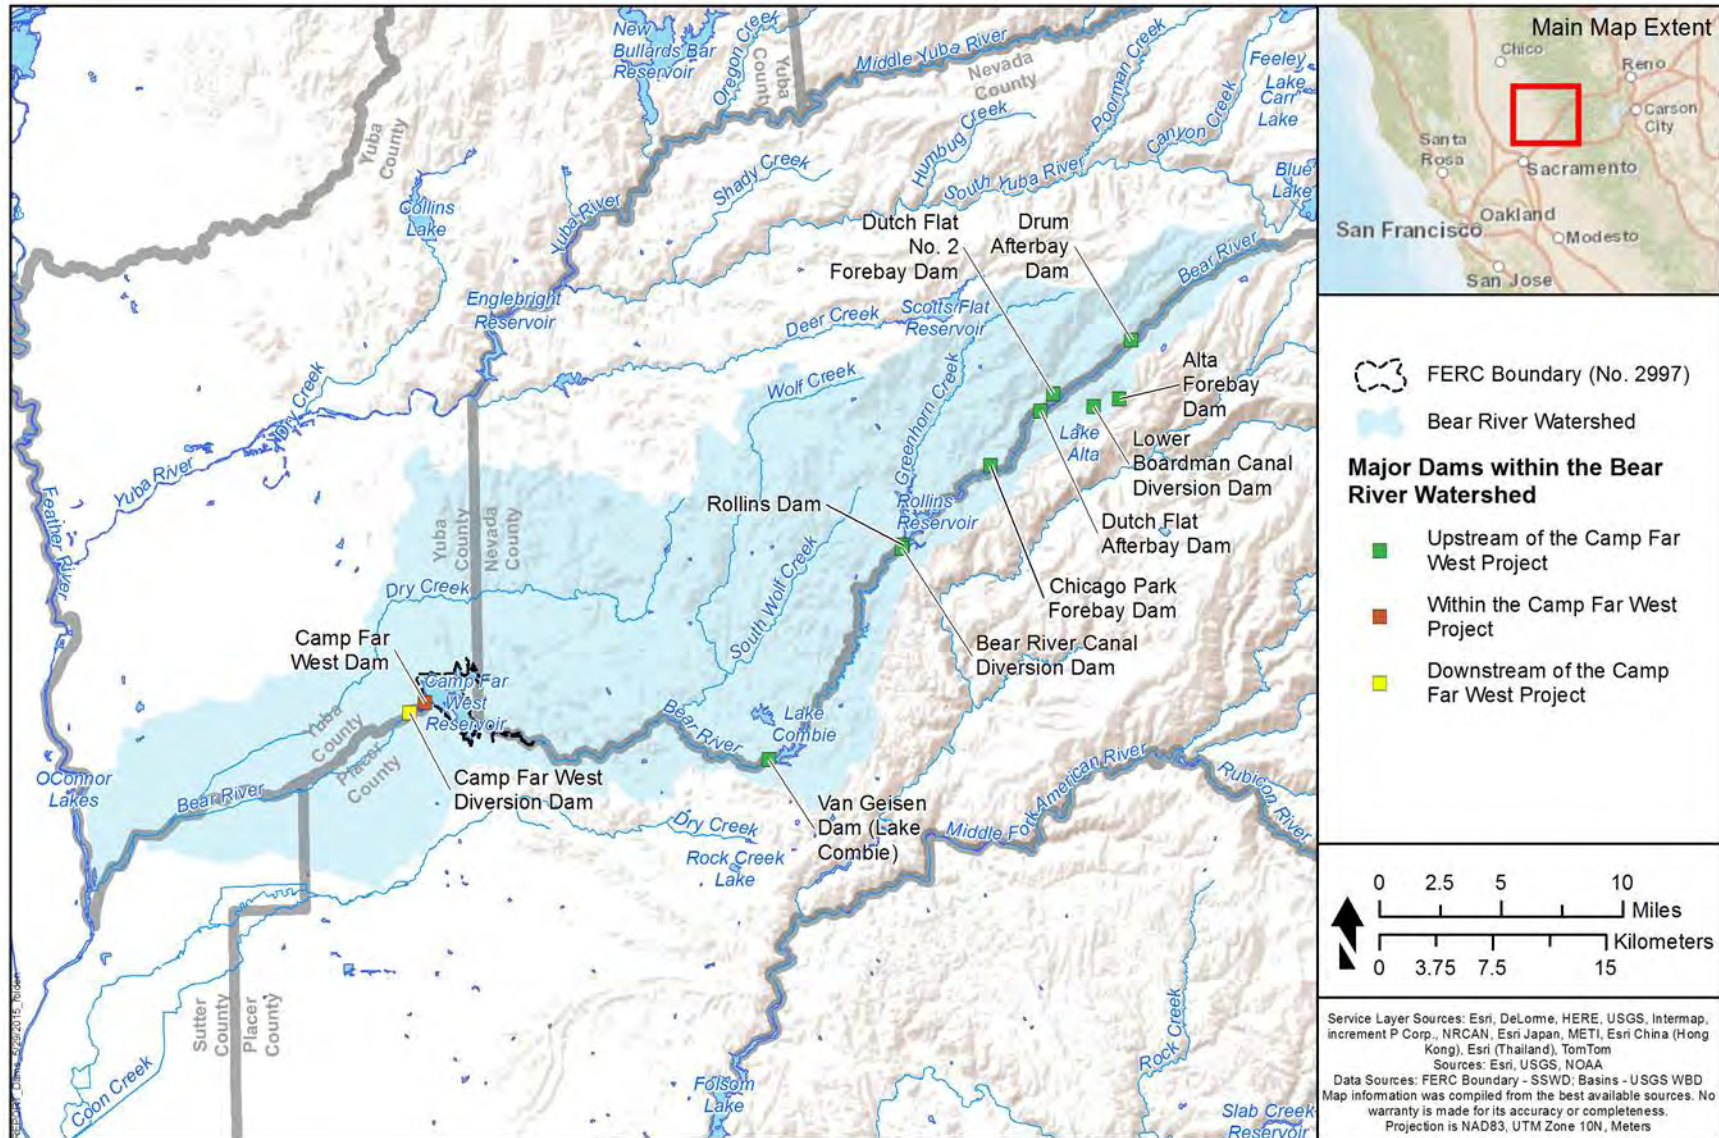 New
Bullards Bar
Reservoir
Oregon Creek
Yuba
County
Middle Yuba River
Nevada
County
Poorman Creek
Feeley
Lake
Carr
Lake
Canyon Creek
Humbug Creek
Yuba
County
Shady Creek
South Yuba River
Blue
Lake
Collins
Lake
Yuba River
Dutch Flat
No. 2
Forebay Dam
Drum
Afterbay
Dam
Bear River
Englebright
Reservoir
Deer Creek
Scotts Flat
Reservoir
Wolf Creek
Alta
Forebay
Dam
Dry Creek
Greenhorn Creek
Lake
Alta
Lower
Boardman Canal
Diversion Dam
Yuba River
Feather River
Rollins Dam
Rollins
Reservoir
Dutch Flat
Afterbay Dam
Yuba
County
Nevada
County
Dry Creek
South Wolf Creek
Chicago Park
Forebay Dam
Camp Far
West Dam
Bear River Canal
Diversion Dam
Camp Far
West
Reservoir
Yuba
County
Placer
County
Bear River
Lake
Combie
OConnor
Lakes
Bear River
Camp Far West
Diversion Dam
Van Geisen
Dam (Lake
Combie)
Dry Creek
Rock Creek
Lake
Middle Fork American River
Rubicon River
Sutter
County
Placer
County
Coon Creek
Rock Creek
Folsom
Lake
Slab Creek
Reservoir
Main Map Extent
Chico
Reno
Carson
City
Santa
Rosa
Sacramento
Oakland
San Francisco
Modesto
San Jose
FERC Boundary (No. 2997)
Bear River Watershed
Major Dams within the Bear
River Watershed
Upstream of the Camp Far
West Project
Within the Camp Far West
Project
Downstream of the Camp
Far West Project
0 2.5 5 10
Miles
Kilometers
0 3.75 7.5 15
N
Service Layer Sources: Esri, DeLorme, HERE, USGS, Intermap,
increment P Corp., NRCAN, Esri Japan, METI, Esri China (Hong
Kong), Esri (Thailand), TomTom
Sources: Esri, USGS, NOAA
Data Sources: FERC Boundary - SSWD; Basins - USGS WBD
Map information was compiled from the best available sources. No
warranty is made for its accuracy or completeness.
Projection is NAD83, UTM Zone 10N, Meters